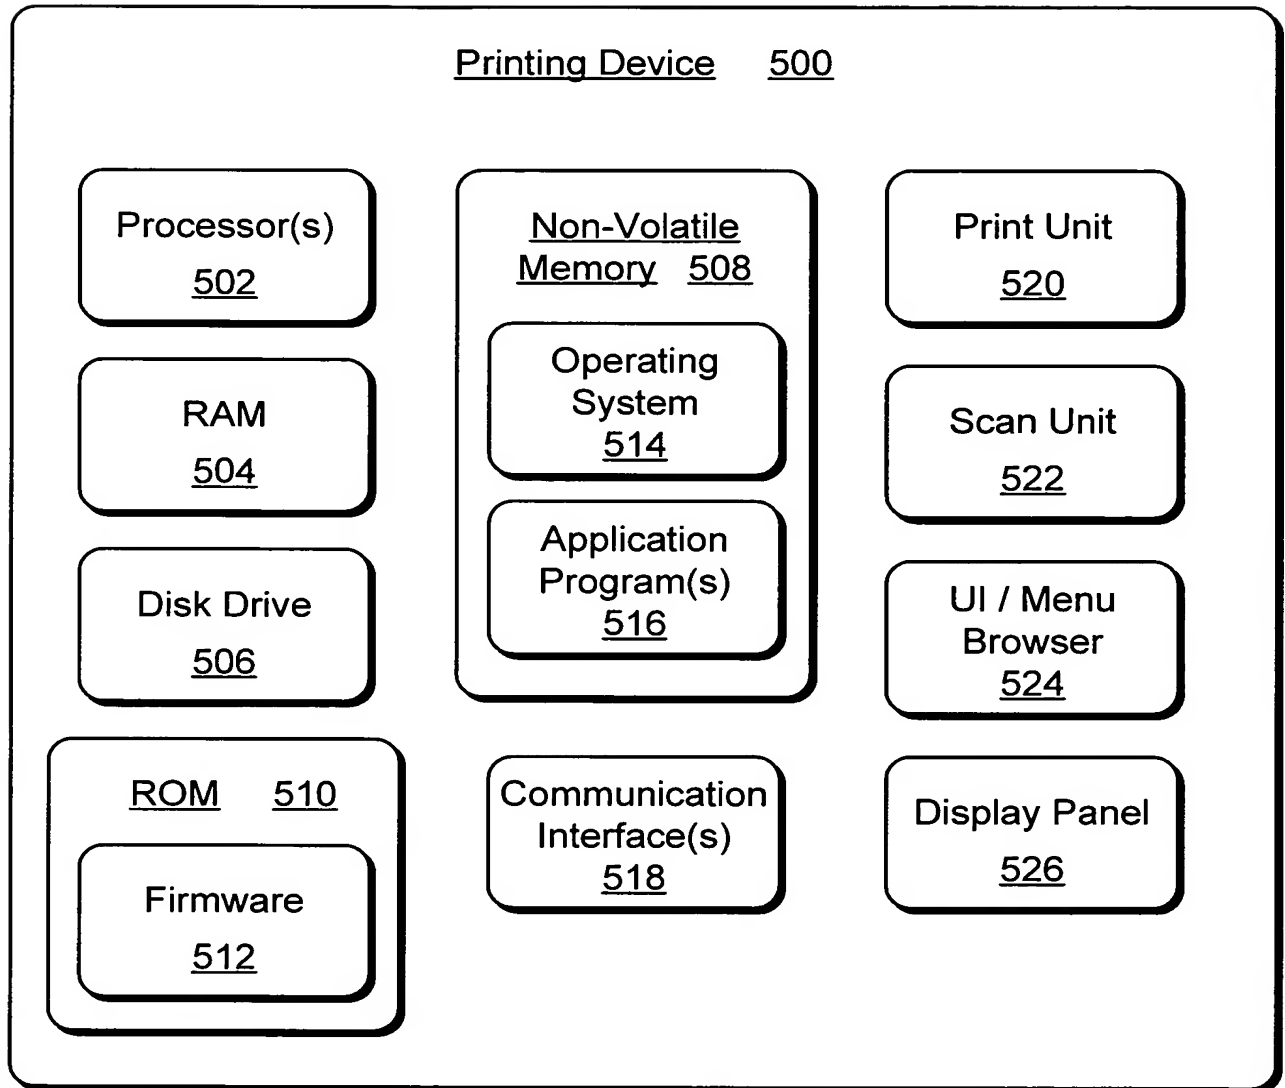 Printing Device 500
Processor(s)
502
RAM
504
Disk Drive
506
ROM 510
Firmware
512
Non-Volatile
Memory 508
Operating
System
514
Application
Program(s)
516
Communication
Interface(s)
518
Print Unit
520
Scan Unit
522
UI / Menu
Browser
524
Display Panel
526